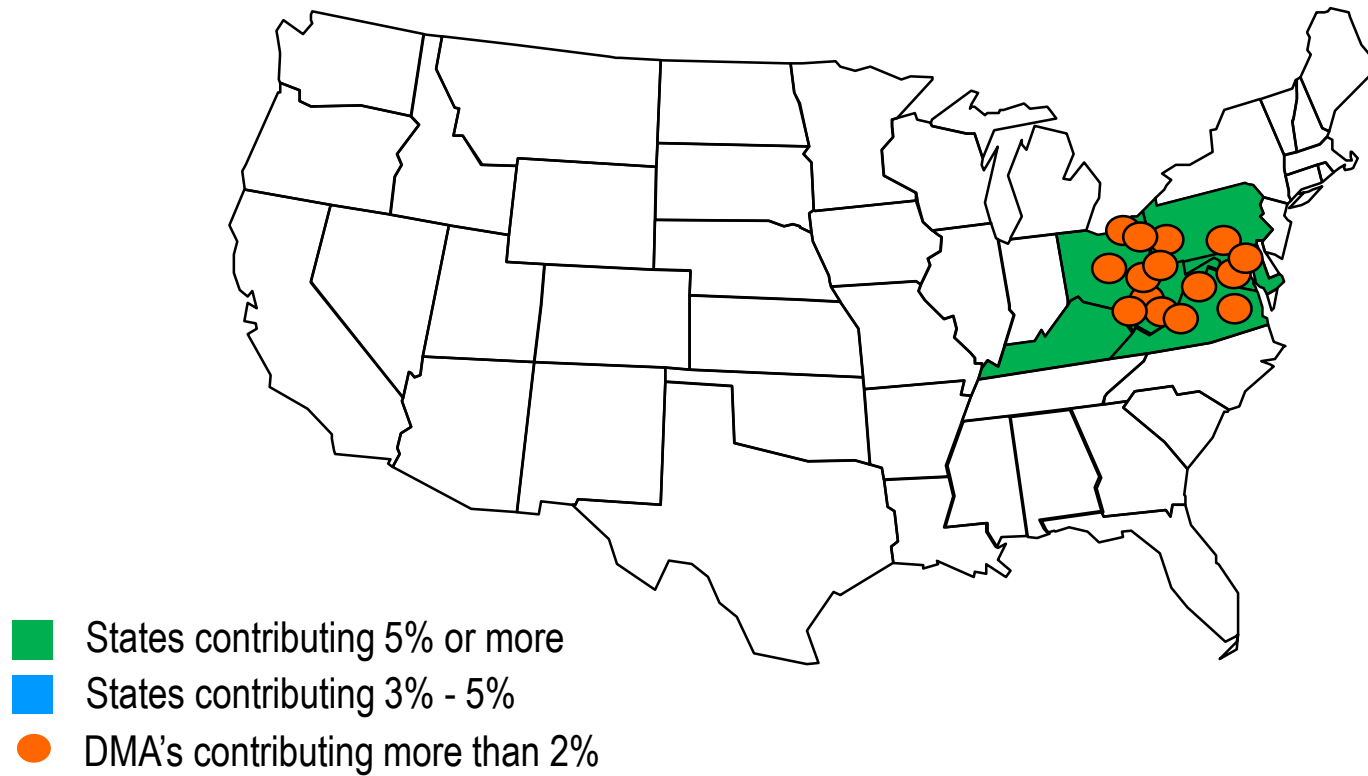 States contributing 5% or more
States contributing 3% - 5%
DMA’s contributing more than 2%